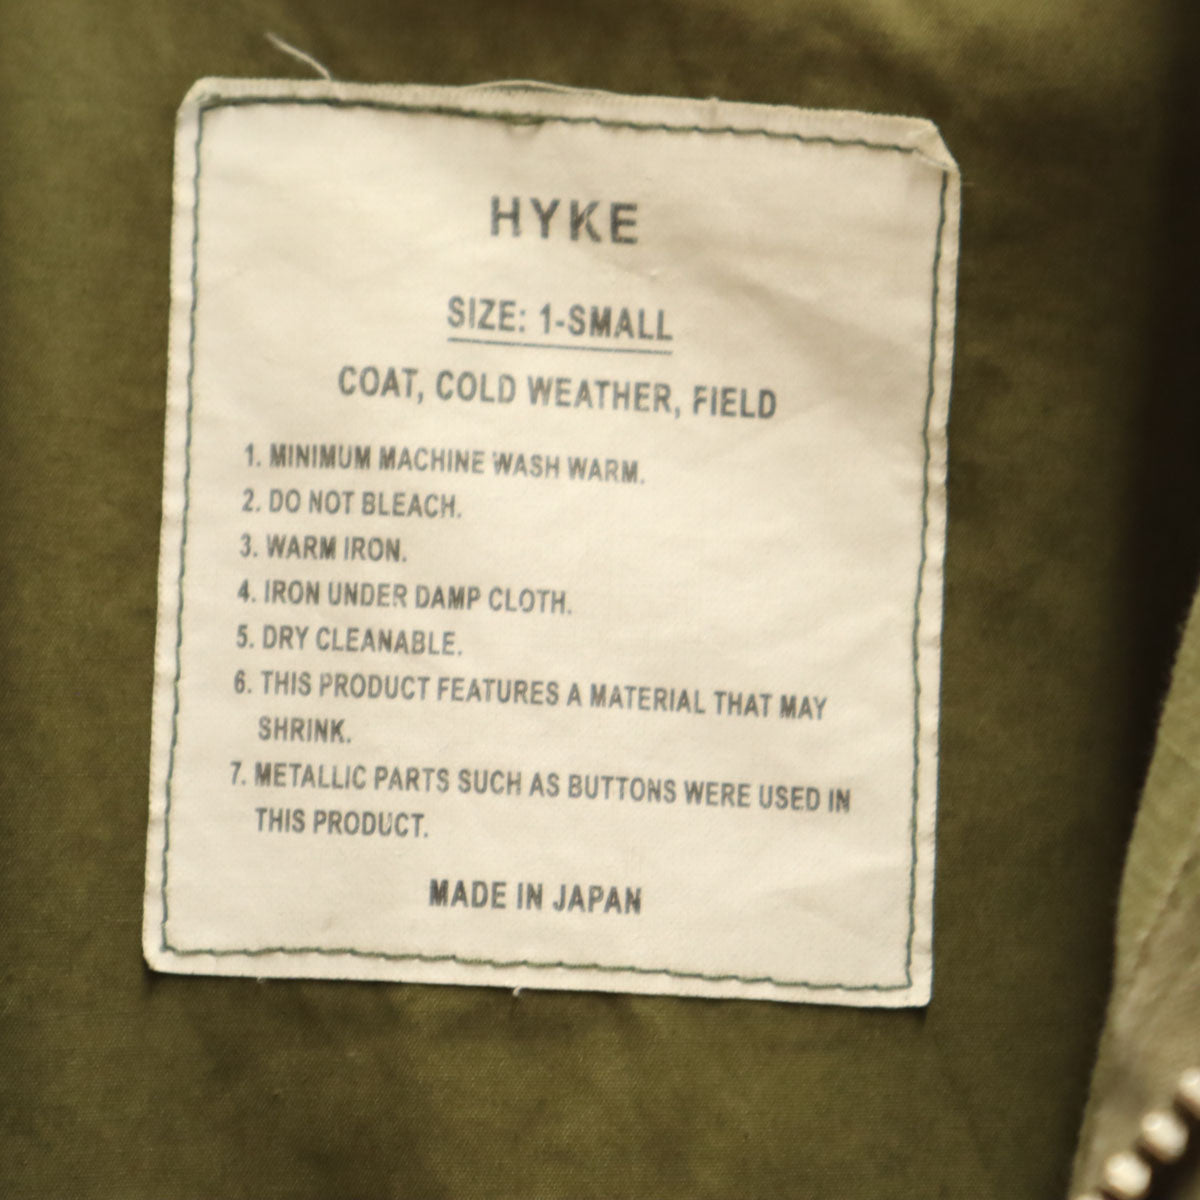 HYKE
SIZE: 1-SMALL
COAT, COLD WEATHER, FIELD
1. MINIMUM MACHINE WASH WARM.
2. DO NOT BLEACH.
3. WARM IRON.
4. IRON UNDER DAMP CLOTH.
5. DRY CLEANABLE.
6. THIS PRODUCT FEATURES A MATERIAL THAT MAY
SHRINK.
7. METALLIC PARTS SUCH AS BUTTONS WERE USED IN
THIS PRODUCT.
MADE IN JAPAN